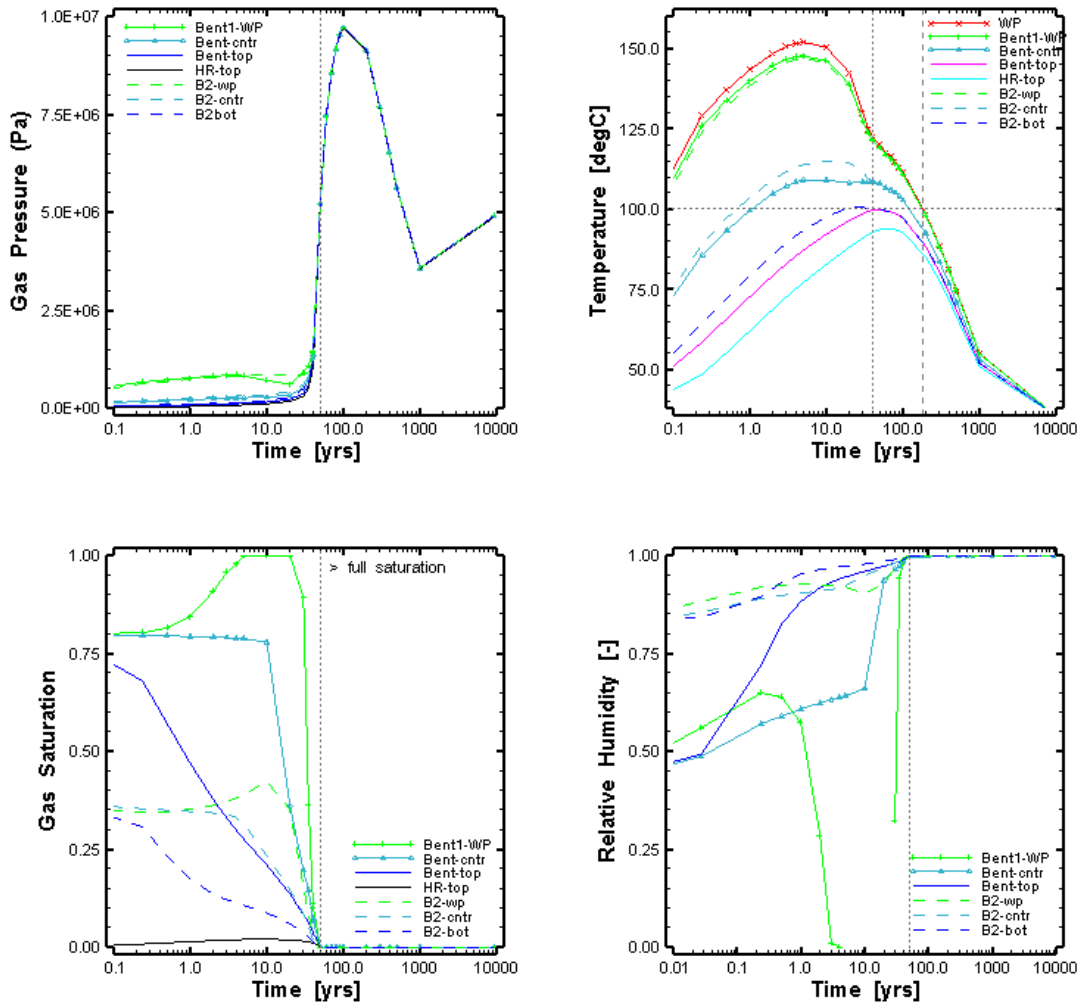 1.0E+07
7.5E+06
5.0E+06
2.5E+06
0.0E+00
Gas Pressure (Pa)
Bent1-WP
Bent-cntr
Bent-top
HR-top
B2-wp
B2-cntr
B2bot
0.1 1.0 10.0 100.0 1000 10000
Time [yrs]
150.0
125.0
100.0
75.0
50.0
Temperature [degC]
WP
Bent1-WP
Bent-cntr
Bent-top
HR-top
B2-wp
B2-cntr
B2-bot
0.1 1.0 10.0 100.0 1000 10000
Time [yrs]
1.00
0.75
0.50
0.25
0.00
Gas Saturation
> full saturation
Bent1-WP
Bent-cntr
Bent-top
HR-top
B2-wp
B2-cntr
B2-bot
0.1 1.0 10.0 100.0 1000 10000
Time [yrs]
1.00
0.75
0.50
0.25
0.00
Relative Humidity [-]
Bent1-WP
Bent-cntr
Bent-top
B2-wp
B2-cntr
B2-bot
0.01 0.1 1.0 10.0 100.0 1000 10000
Time [yrs]